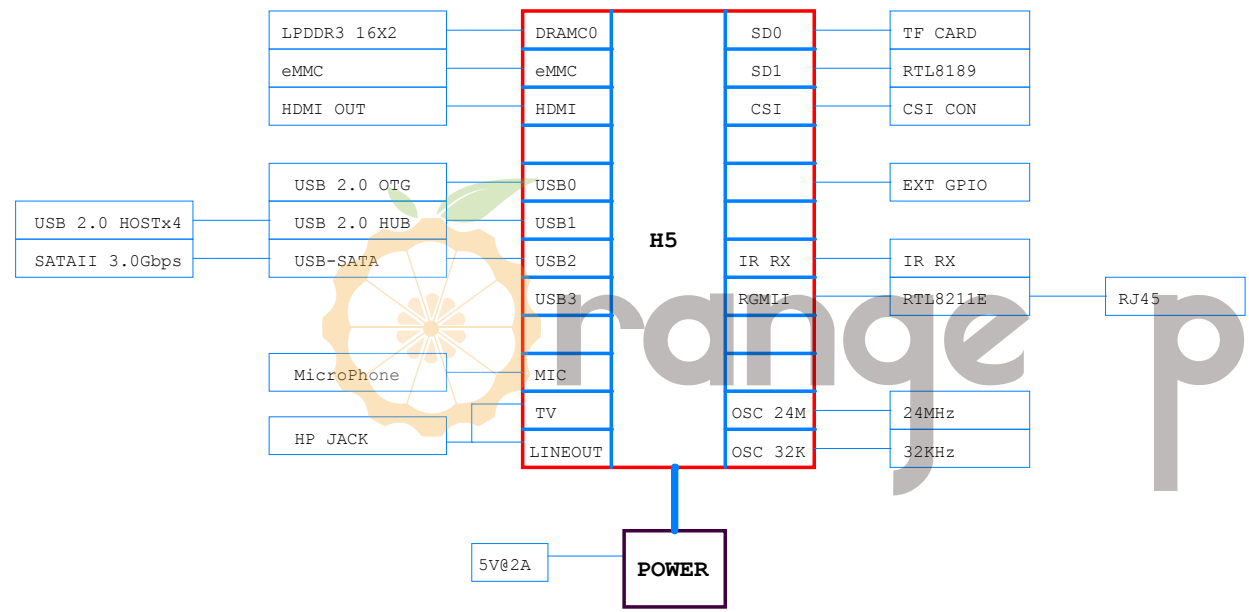 LPDDR3 16X2 DRAMC0 SD0 TF CARD
eMMC eMMC SD1 RTL8189
HDMI OUT HDMI CSI CSI CON
USB 2.0 OTG USB0 EXT GPIO
USB 2.0 HOSTx4 USB 2.0 HUB USB1
H5
SATAII 3.0Gbps USB-SATA USB2 IR RX IR RX
USB3 RGMII RTL8211E RJ45
range p
MicroPhone MIC
TV OSC 24M 24MHz
HP JACK
LINEOUT OSC 32K 32KHz
5V@2A POWER